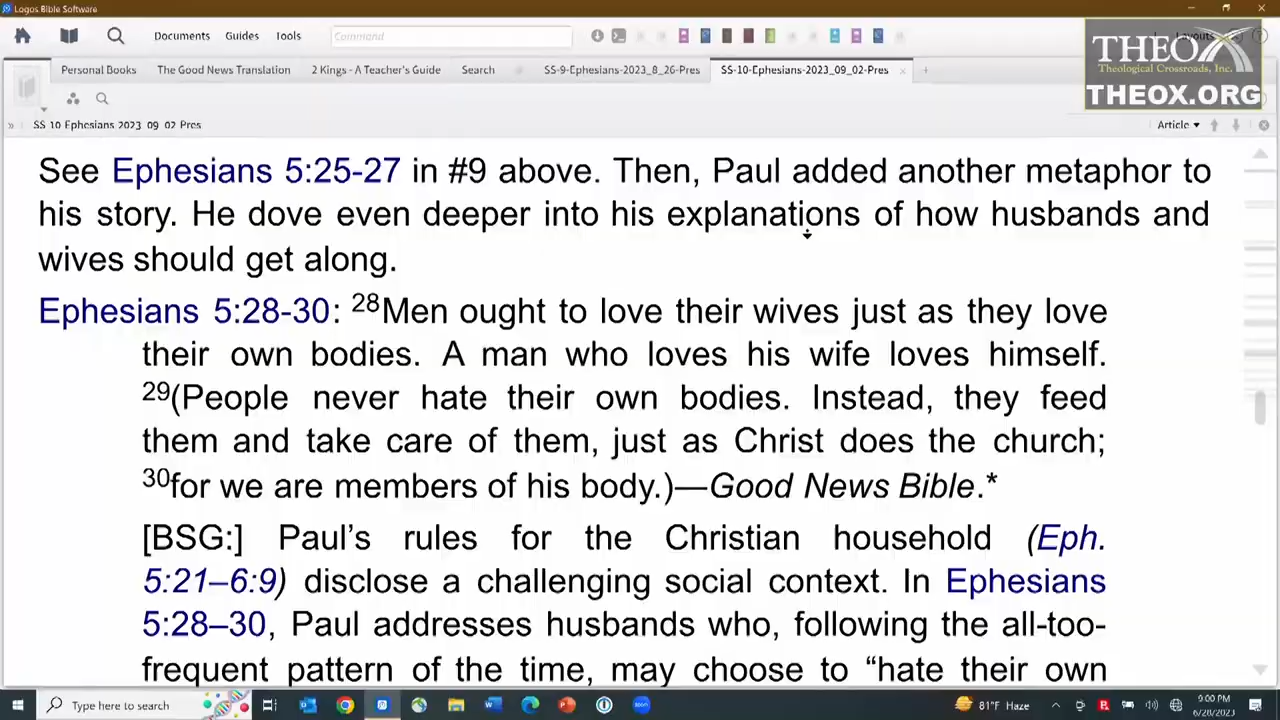 Logos Bible Software
Documents Guides Tools Command Layouts
THEOX
Theological Crossroads, Inc.
THEOX.ORG
Personal Books The Good News Translation 2 Kings - A Teacher's Guide SS-9-Ephesians-2023_8_26-Pres SS-10-Ephesians-2023_09_02-Pres
SS-10-Ephesians-2023_09_02-Pres Article
See Ephesians 5:25-27 in #9 above. Then, Paul added another metaphor to
his story. He dove even deeper into his explanations of how husbands and
wives should get along.
Ephesians 5:28-30: 28Men ought to love their wives just as they love
their own bodies. A man who loves his wife loves himself.
29(People never hate their own bodies. Instead, they feed
them and take care of them, just as Christ does the church;
30for we are members of his body.)—Good News Bible.*
[BSG:] Paul's rules for the Christian household (Eph.
5:21–6:9) disclose a challenging social context. In Ephesians
5:28–30, Paul addresses husbands who, following the all-too-
frequent pattern of the time, may choose to “hate their own
Type here to search 81°F Haze 9:00 PM
6/28/2023